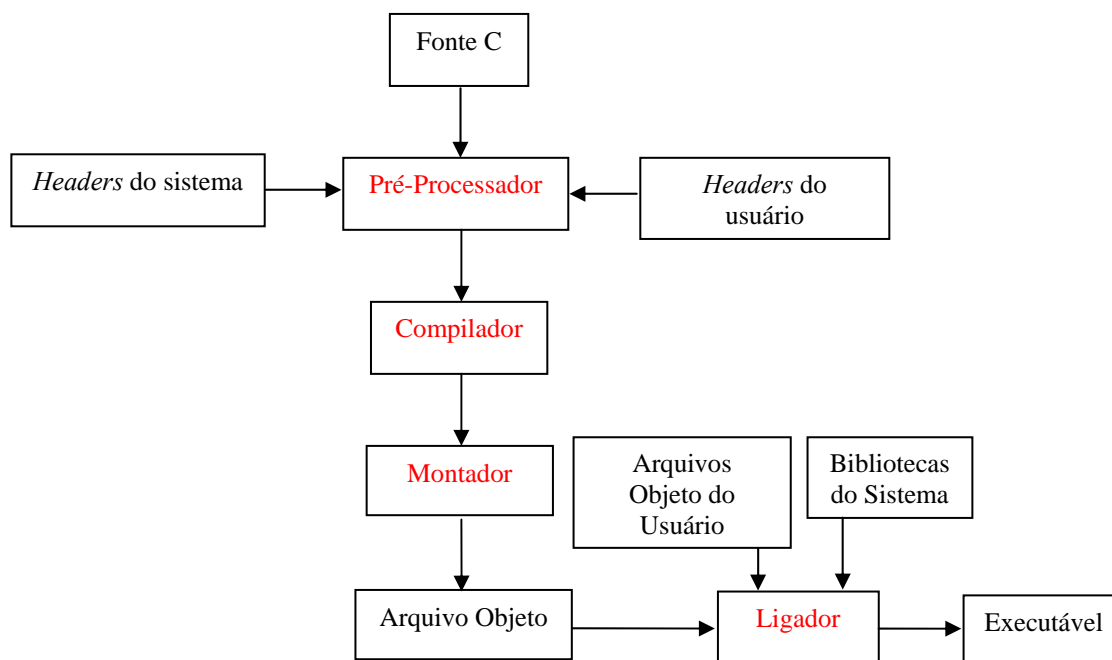 Fonte C
Headers do sistema
Pré-Processador
Headers do
usuário
Compilador
Montador
Arquivos
Objeto do
Usuário
Bibliotecas
do Sistema
Arquivo Objeto
Ligador
Executável